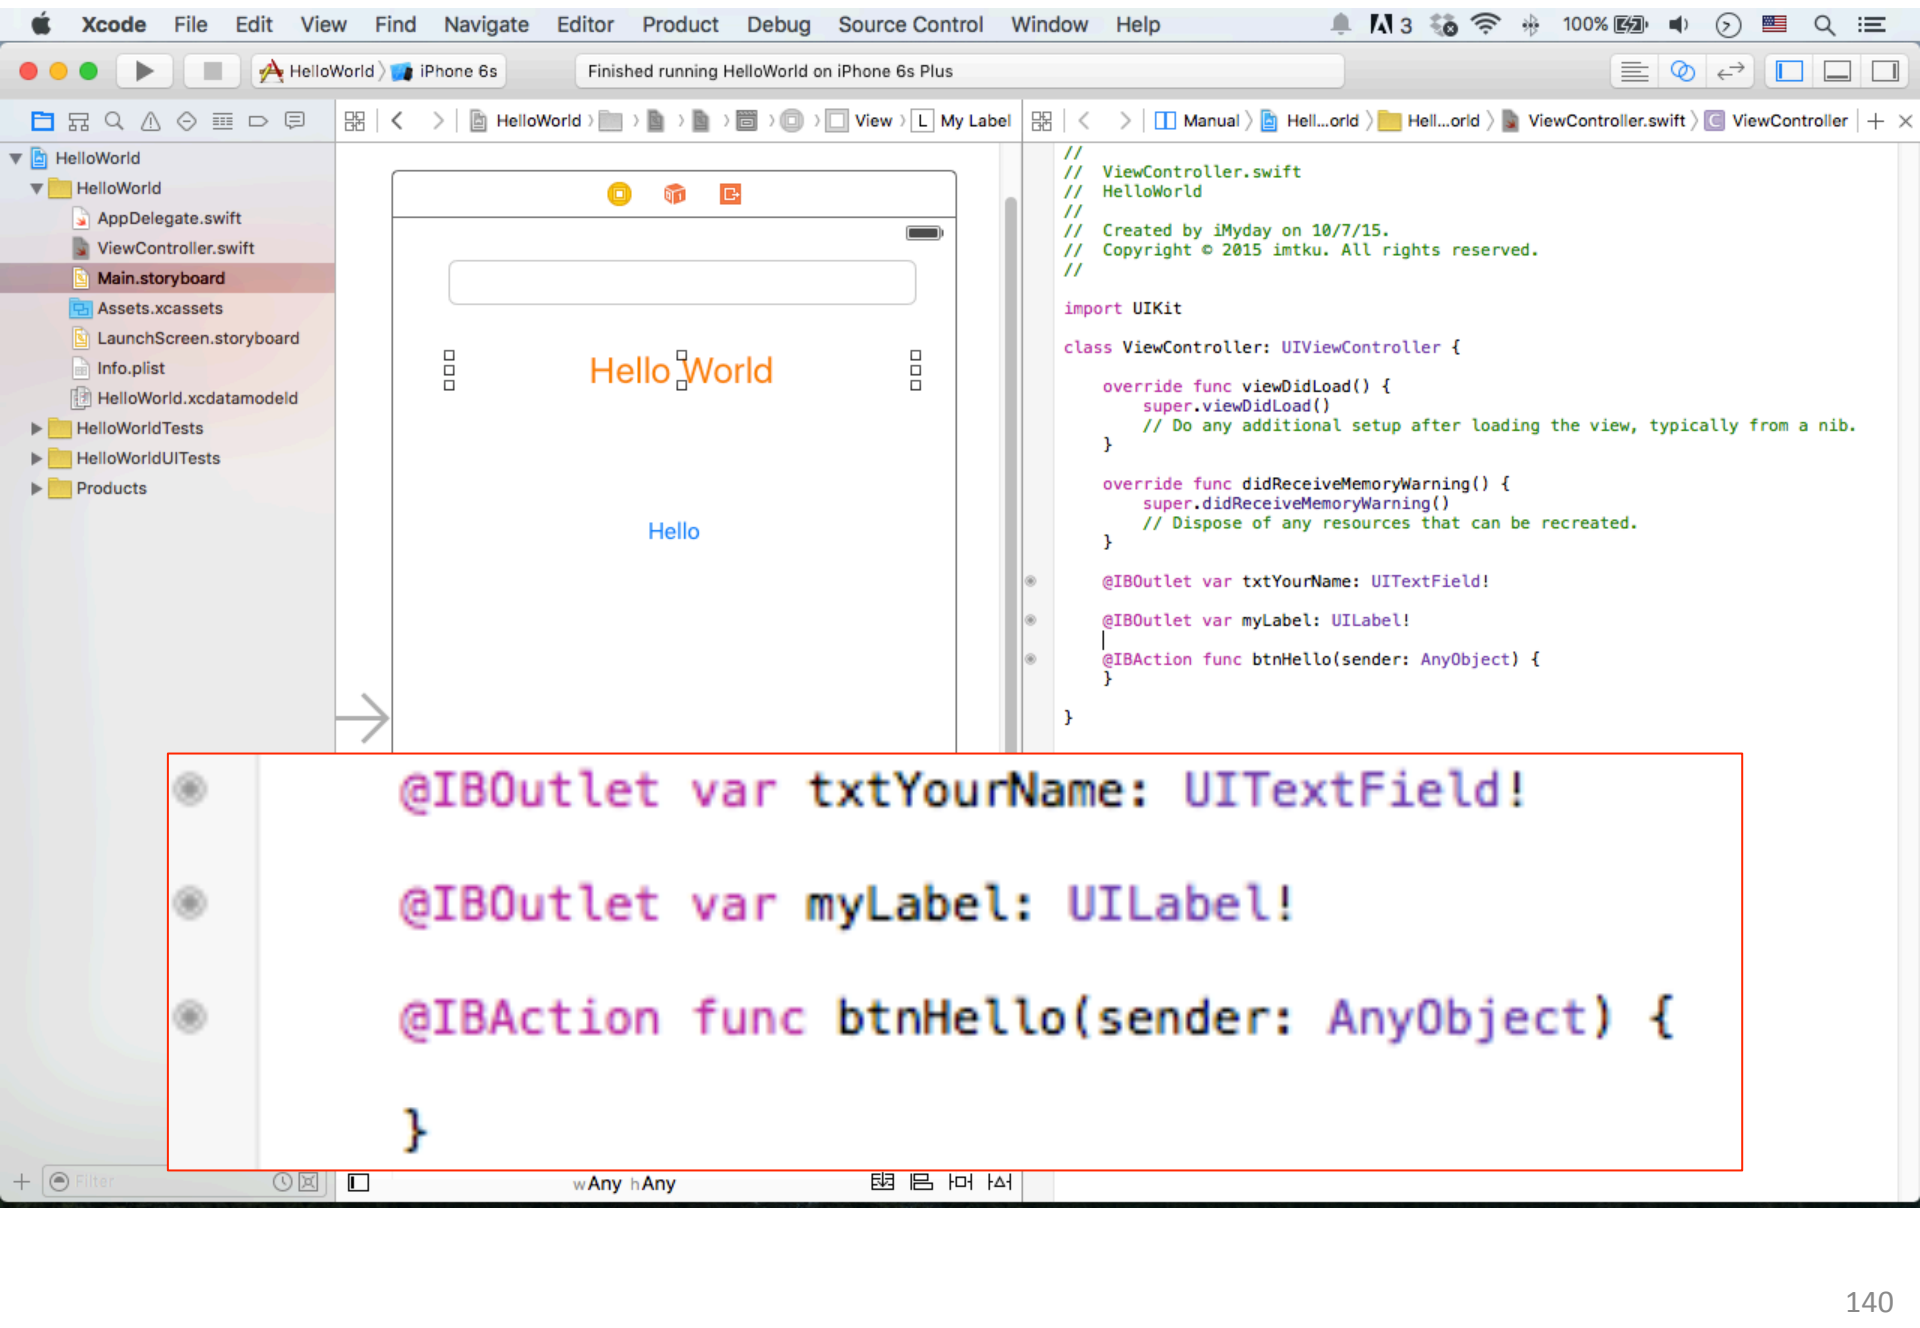 Xcode File Edit View Find Navigate Editor Product Debug Source Control Window Help 3 100%
HelloWorld iPhone 6s Finished running HelloWorld on iPhone 6s Plus
HelloWorld View L My Label Manual Hell...orld Hell...orld ViewController.swift C ViewController
HelloWorld
HelloWorld
AppDelegate.swift
ViewController.swift
Main.storyboard
Assets.xcassets
LaunchScreen.storyboard
Info.plist
HelloWorld.xcdatamodeld
HelloWorldTests
HelloWorldUITests
Products
Hello World
Hello
//
// ViewController.swift
// HelloWorld
//
// Created by iMyday on 10/7/15.
// Copyright © 2015 imtku. All rights reserved.
//
import UIKit
class ViewController: UIViewController {
override func viewDidLoad() {
super.viewDidLoad()
// Do any additional setup after loading the view, typically from a nib.
}
override func didReceiveMemoryWarning() {
super.didReceiveMemoryWarning()
// Dispose of any resources that can be recreated.
}
@IBOutlet var txtYourName: UITextField!
@IBOutlet var myLabel: UILabel!
@IBAction func btnHello(sender: AnyObject) {
}
}
@IBOutlet var txtYourName: UITextField!
@IBOutlet var myLabel: UILabel!
@IBAction func btnHello(sender: AnyObject) {
}
Filter
wAny hAny
140